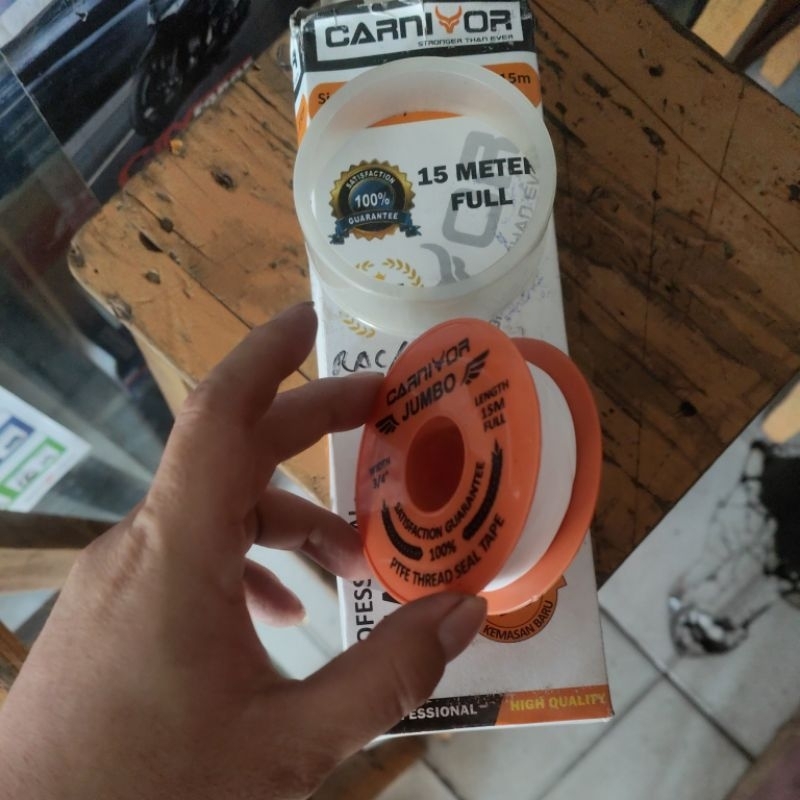 CARNIVOR
STRONGER THAN EVER
15m
SATISFACTION
100%
GUARANTEE
15 METER
FULL
CARNIVOR
JUMBO
LENGTH
15M
FULL
WIDTH
3/4"
SATISFACTION GUARANTEE
100%
PTFE THREAD SEAL TAPE
KEMASAN BARU
HIGH QUALITY